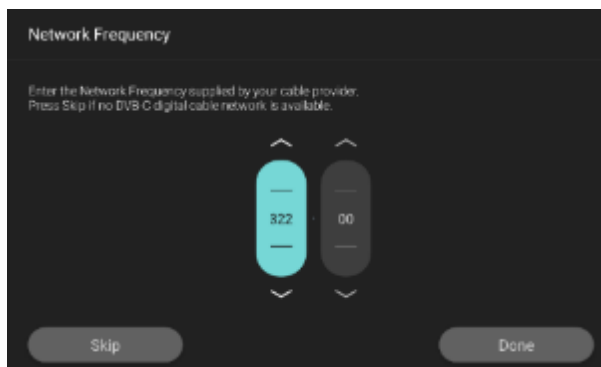 Network Frequency
Enter the Network Frequency supplied by your cable provider.
Press Skip if no DVB-C digital cable network is available.
322 . 00
Skip
Done